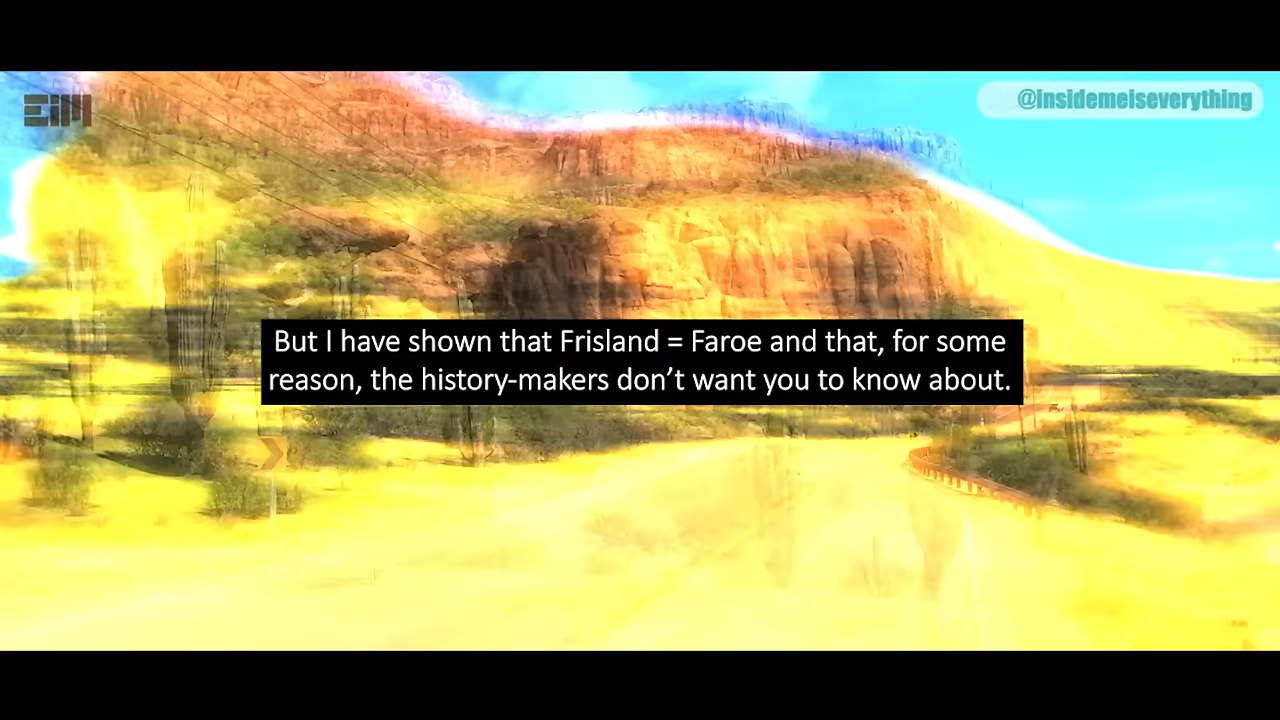 EiM
@insidemeiseverything
But I have shown that Frisland = Faroe and that, for some
reason, the history-makers don’t want you to know about.